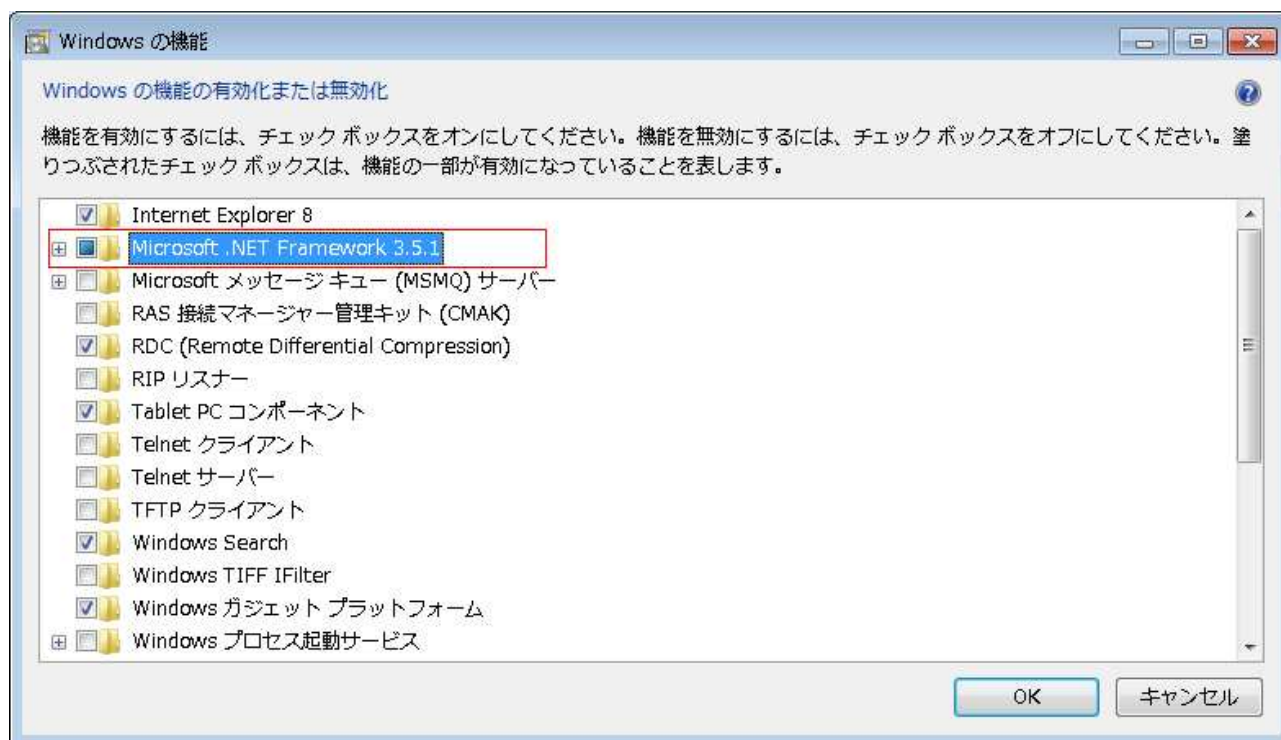 Windows の機能
Windows の機能の有効化または無効化
機能を有効にするには、チェック ボックスをオンにしてください。機能を無効にするには、チェック ボックスをオフにしてください。塗
りつぶされたチェック ボックスは、機能の一部が有効になっていることを表します。
Internet Explorer 8
Microsoft .NET Framework 3.5.1
Microsoft メッセージ キュー (MSMQ) サーバー
RAS 接続マネージャー管理キット (CMAK)
RDC (Remote Differential Compression)
RIP リスナー
Tablet PC コンポーネント
Telnet クライアント
Telnet サーバー
TFTP クライアント
Windows Search
Windows TIFF IFilter
Windows ガジェット プラットフォーム
Windows プロセス起動サービス
OK
キャンセル